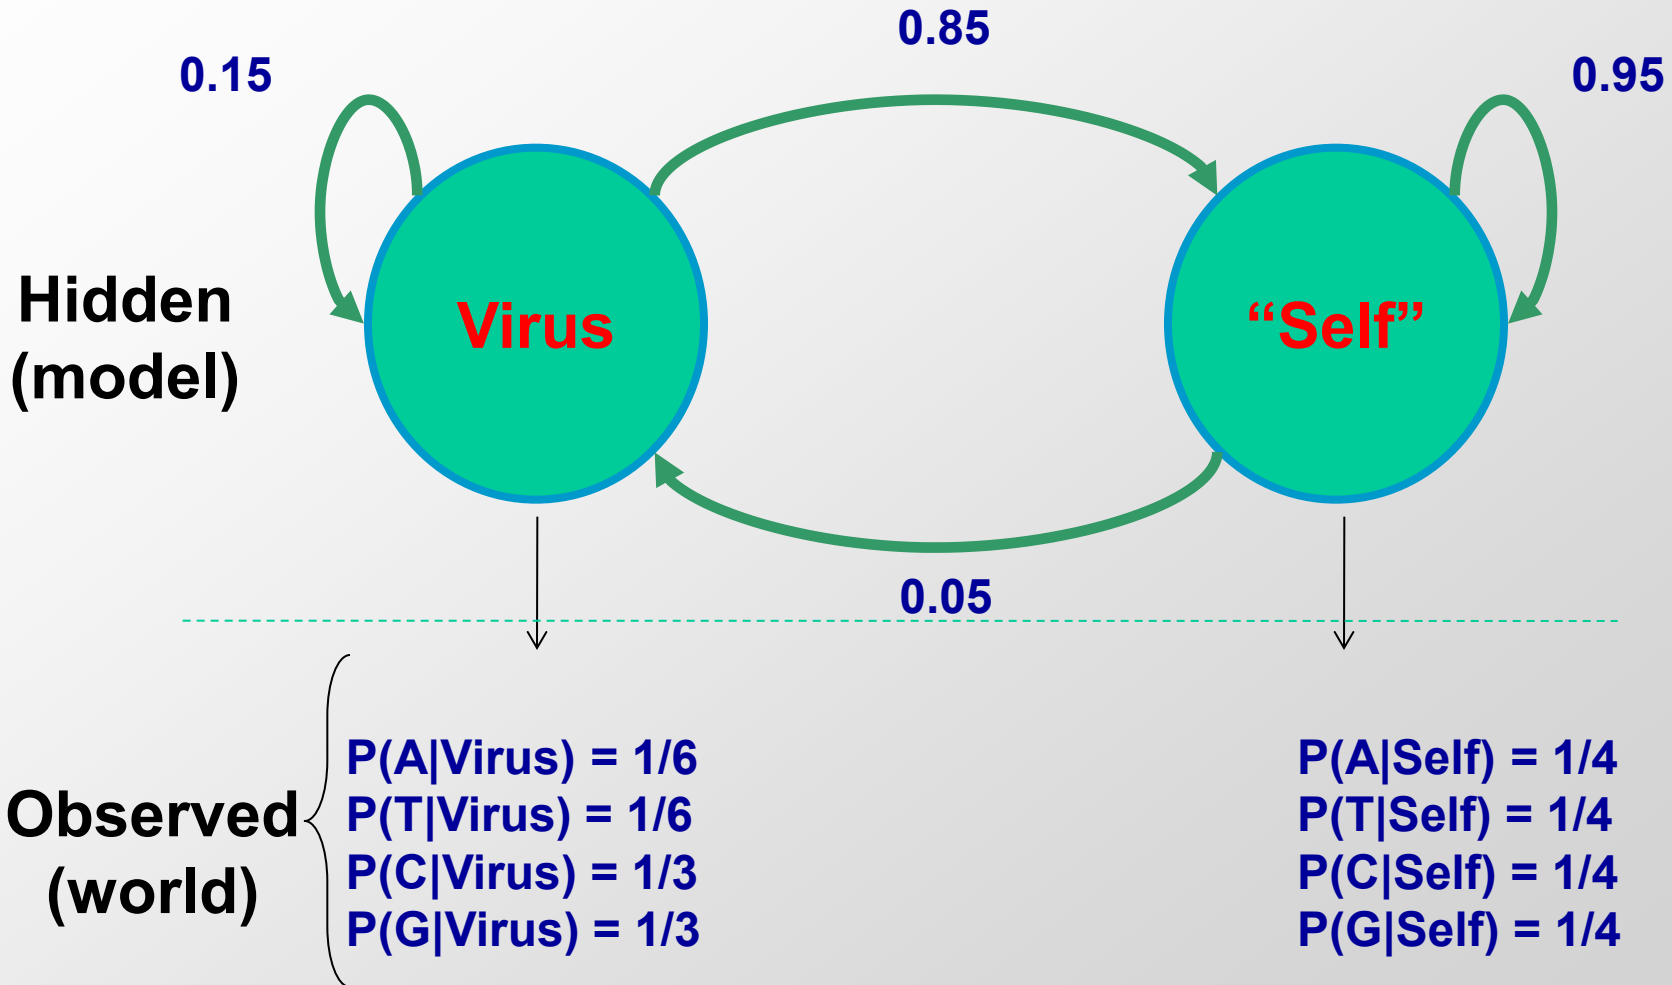 0.85
0.15
0.95
Hidden
(model)
Virus
“Self”
0.05
Observed
(world)
P(A|Virus) = 1/6
P(T|Virus) = 1/6
P(C|Virus) = 1/3
P(G|Virus) = 1/3
P(A|Self) = 1/4
P(T|Self) = 1/4
P(C|Self) = 1/4
P(G|Self) = 1/4